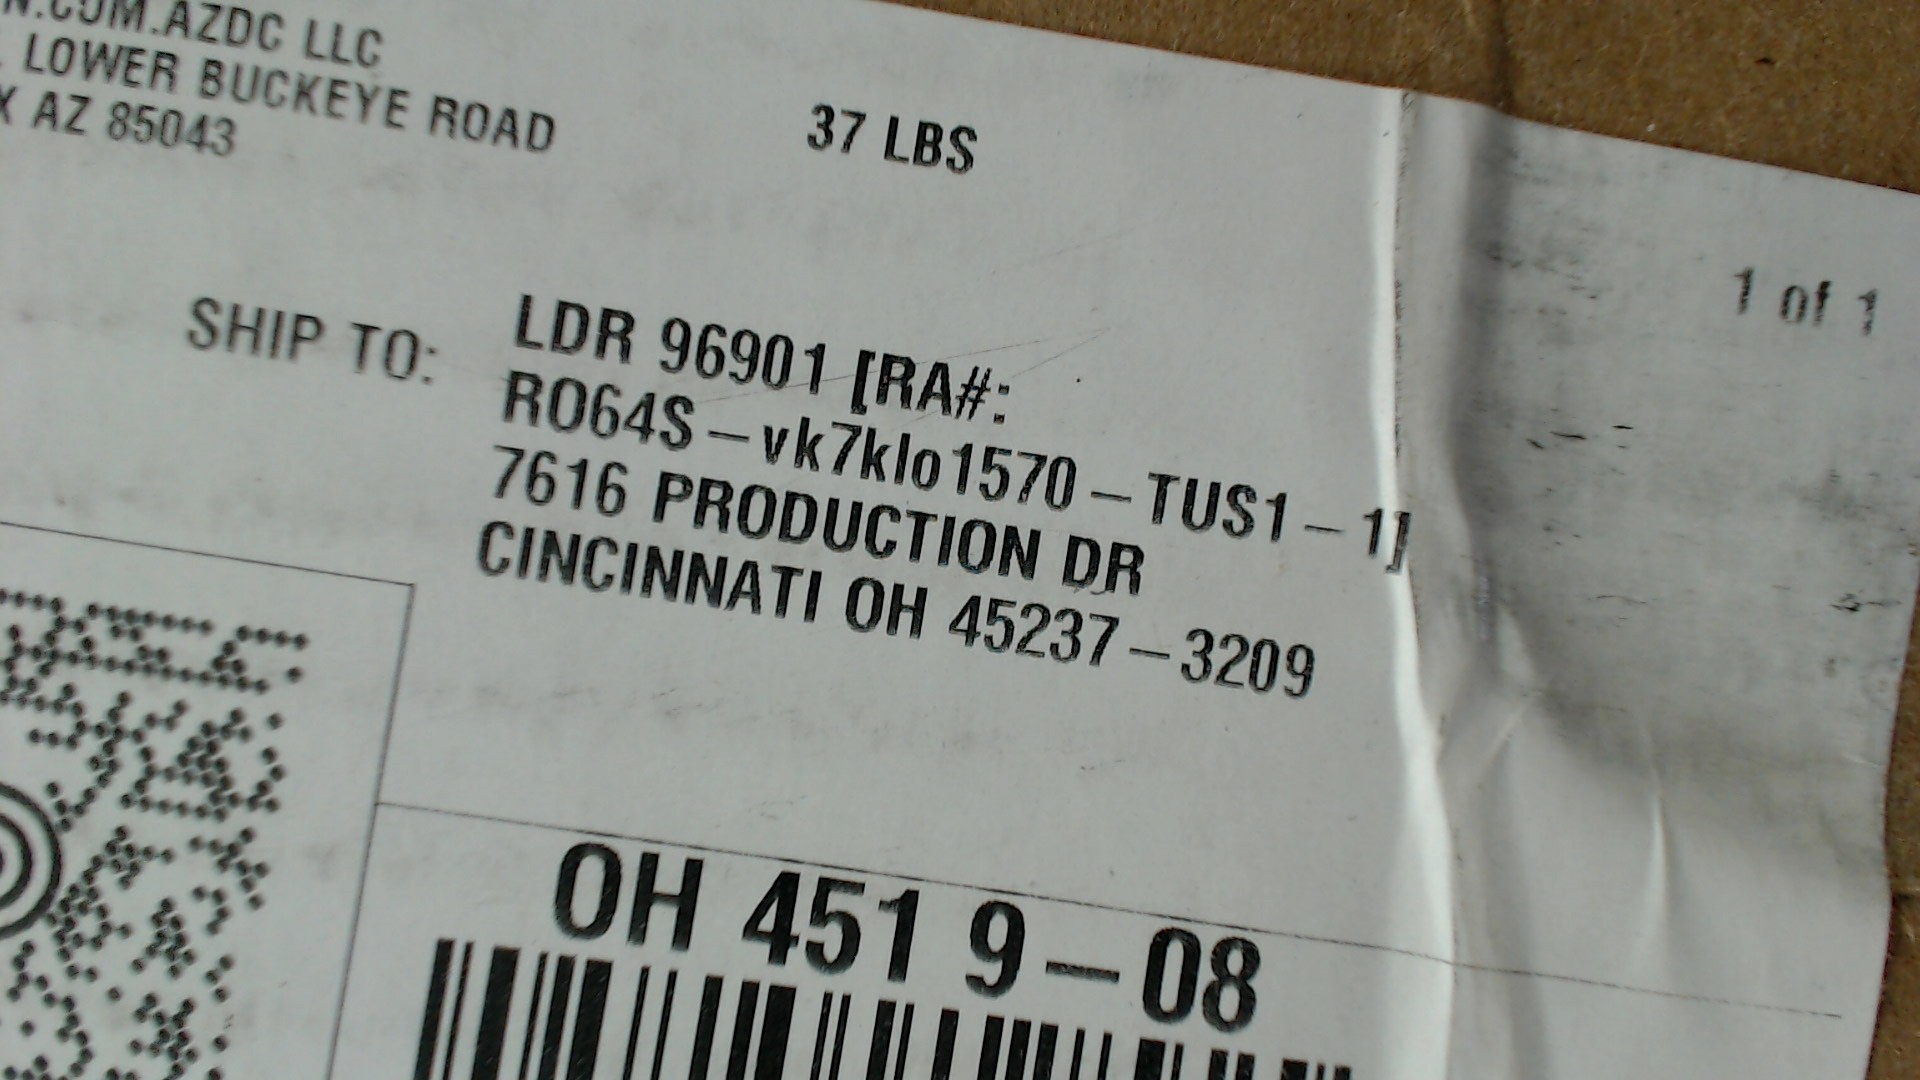 N.COM.AZDC LLC
LOWER BUCKEYE ROAD
X AZ 85043
37 LBS
1 of 1
SHIP TO:
LDR 96901 [RA#:
RO64S-vk7klo1570-TUS1-1]
7616 PRODUCTION DR
CINCINNATI OH 45237-3209
OH 451 9-08